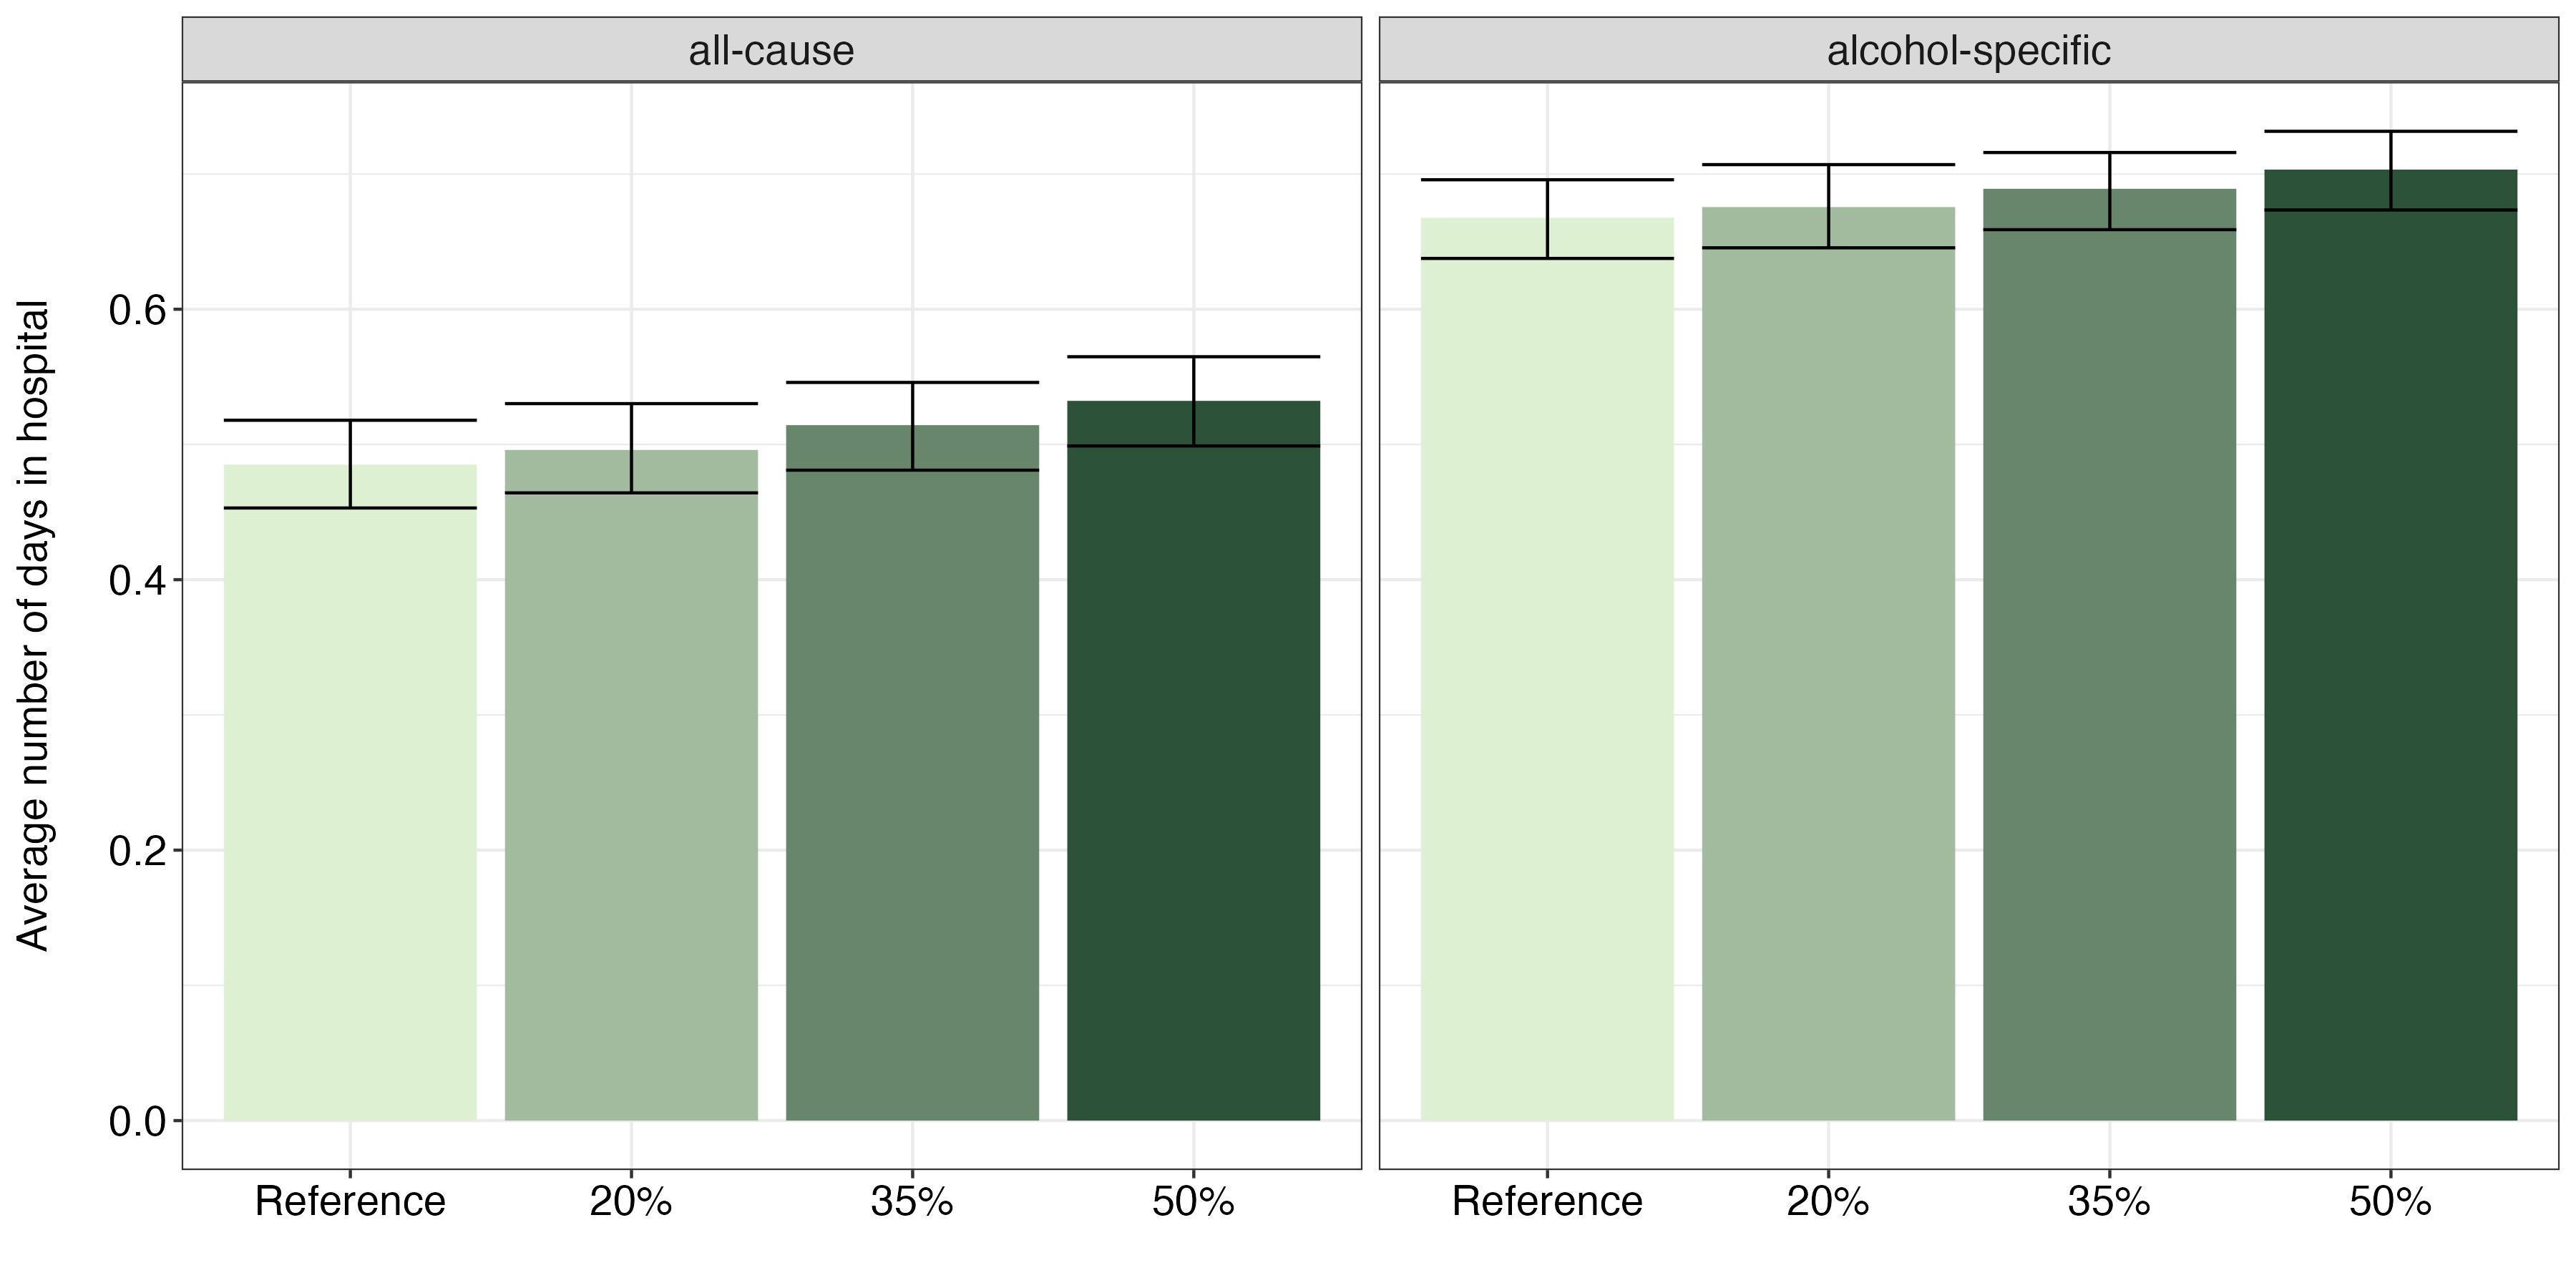 all-cause
alcohol-specific
Average number of days in hospital
0.6
0.4
0.2
0.0
Reference 20% 35% 50%
Reference 20% 35% 50%